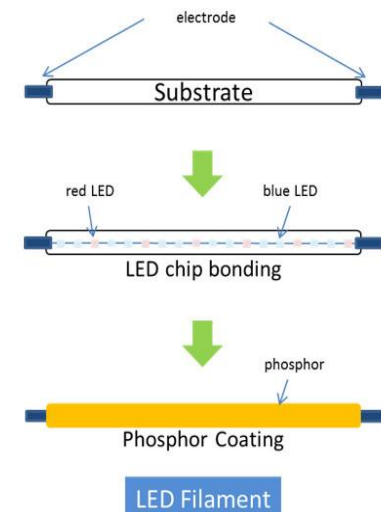 electrode
Substrate
red LED
blue LED
LED chip bonding
phosphor
Phosphor Coating
LED Filament